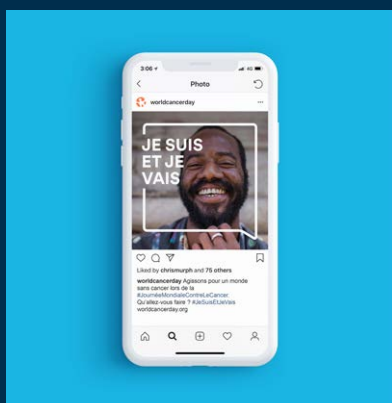 3:06
4G
Photo
worldcancerday
JE SUIS
ET JE
VAIS
Liked by chrismurph and 75 others
worldcancerday Agissons pour un monde
sans cancer lors de la
#JournéeMondialeContreLeCancer.
Qu'allez-vous faire ? #JeSuisEtJeVais
worldcancerday.org